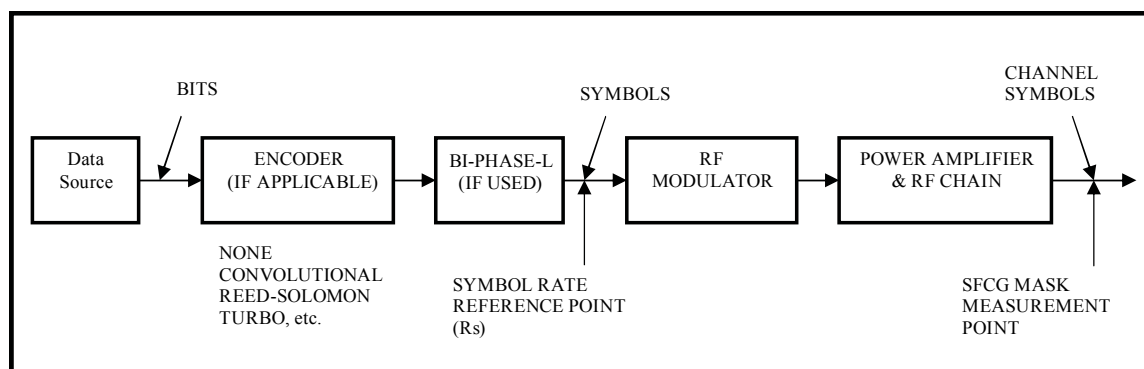 BITS
SYMBOLS
CHANNEL
SYMBOLS
Data
Source
ENCODER
(IF APPLICABLE)
BI-PHASE-L
(IF USED)
RF
MODULATOR
POWER AMPLIFIER
& RF CHAIN
NONE
CONVOLUTIONAL
REED-SOLOMON
TURBO, etc.
SYMBOL RATE
REFERENCE POINT
(Rs)
SFCG MASK
MEASUREMENT
POINT